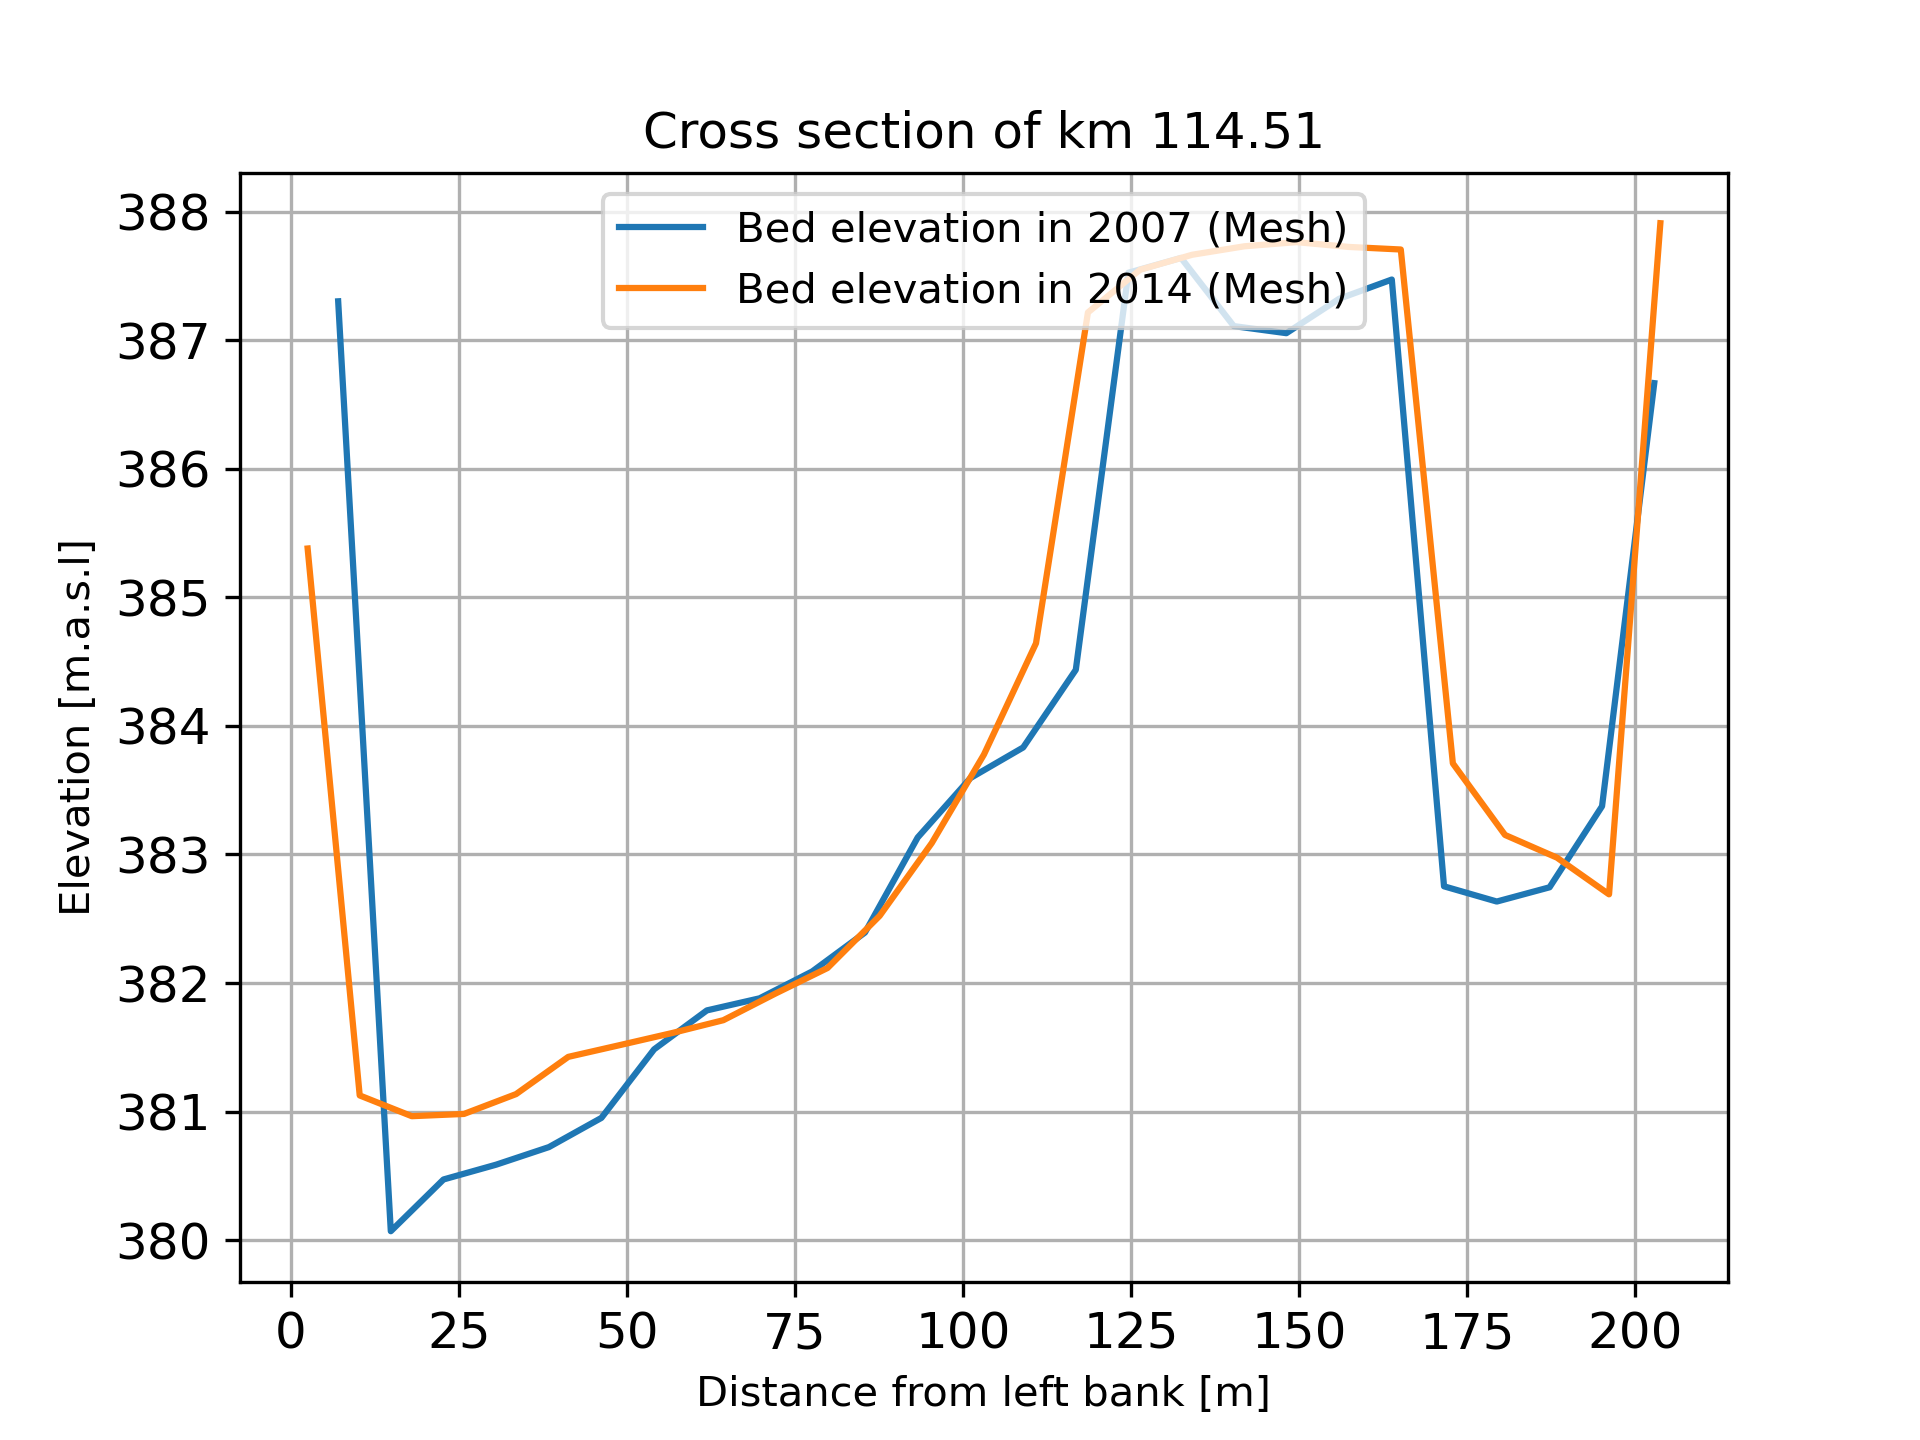 Cross section of km 114.51
Bed elevation in 2007 (Mesh)
Bed elevation in 2014 (Mesh)
388
387
386
385
384
383
382
381
380
Elevation [m.a.s.l]
0 25 50 75 100 125 150 175 200
Distance from left bank [m]